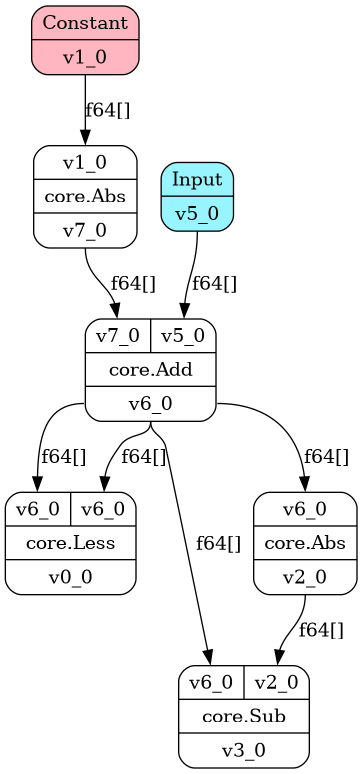 Constant
v1_0
f64[]
v1_0
core.Abs
v7_0
Input
v5_0
f64[]
f64[]
v7_0 v5_0
core.Add
v6_0
f64[]
f64[]
f64[]
v6_0 v6_0
core.Less
v0_0
f64[]
v6_0
core.Abs
v2_0
f64[]
v6_0 v2_0
core.Sub
v3_0